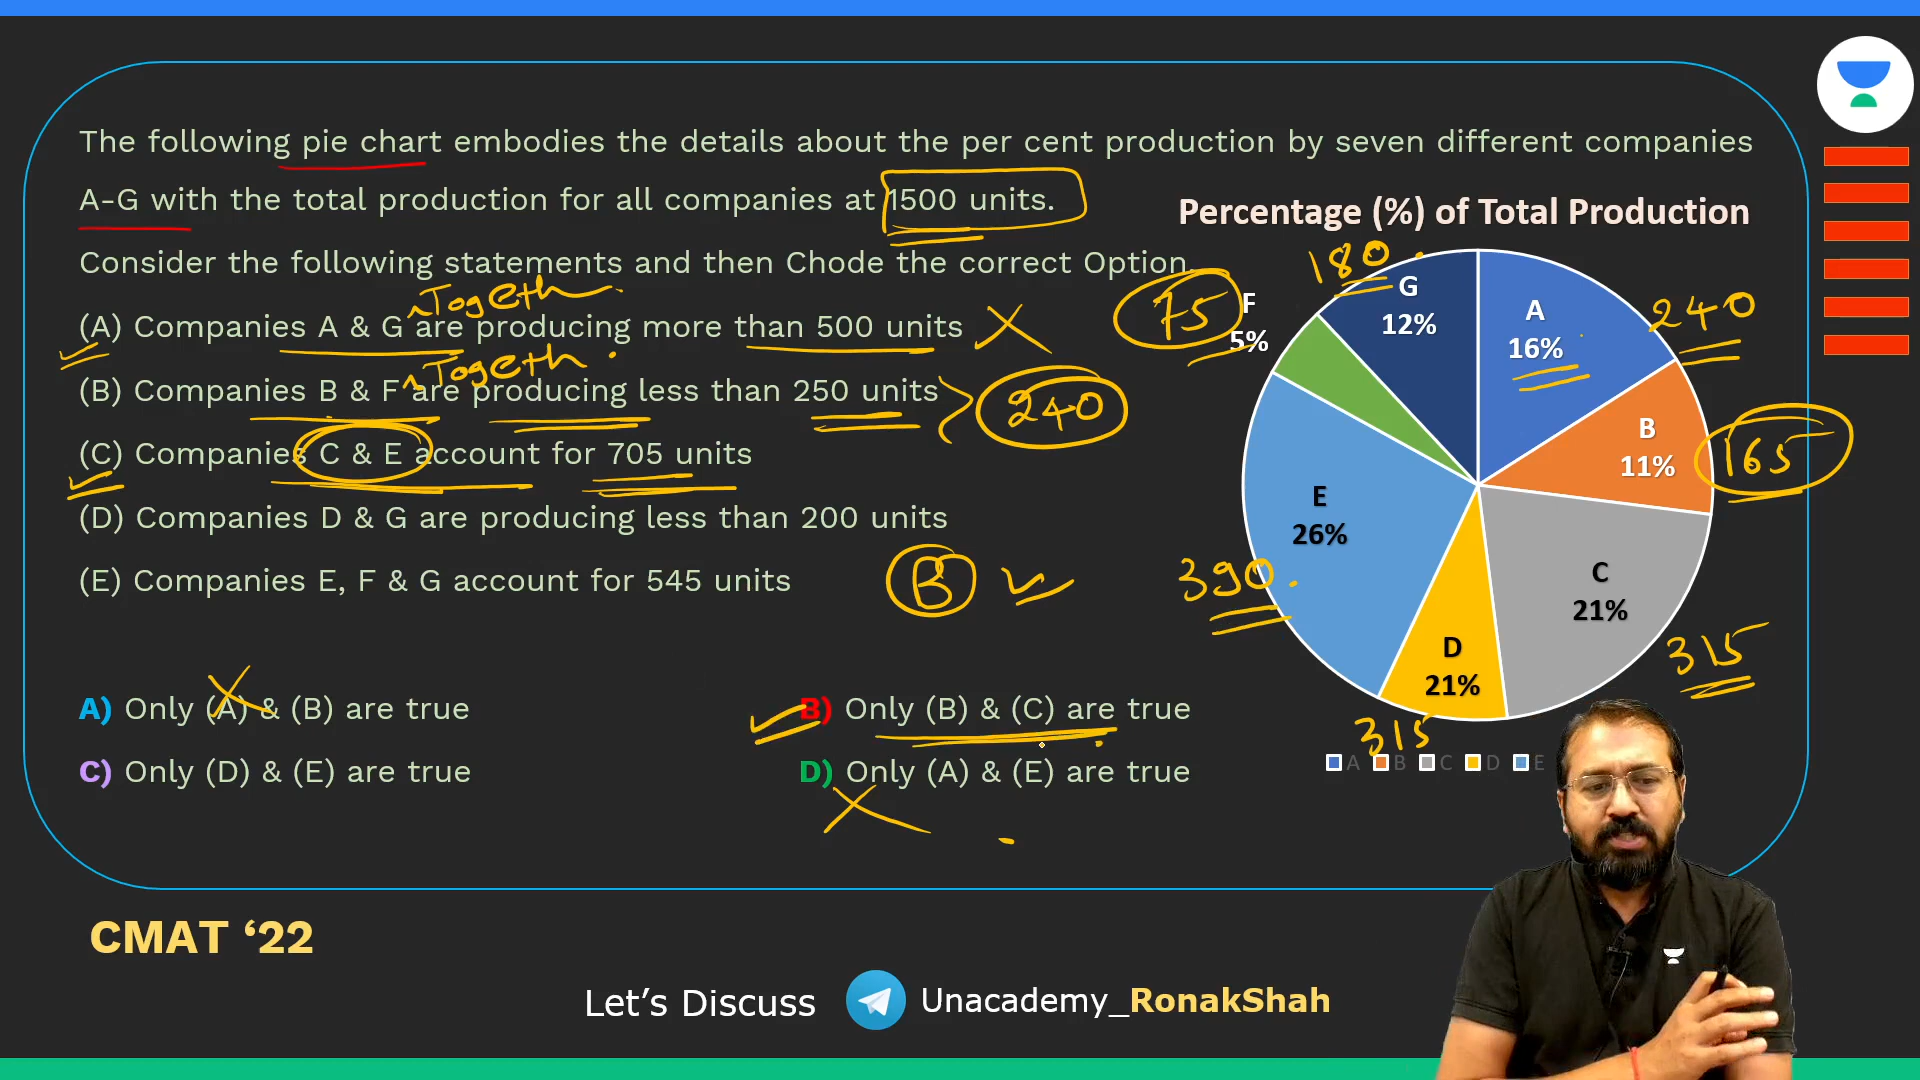 The following pie chart embodies the details about the per cent production by seven different companies
A-G with the total production for all companies at 1500 units.
Consider the following statements and then Chode the correct Option.
Togeth
(A) Companies A & G are producing more than 500 units
Togeth
(B) Companies B & F are producing less than 250 units
240
(C) Companies C & E account for 705 units
(D) Companies D & G are producing less than 200 units
(E) Companies E, F & G account for 545 units
B
A) Only (A) & (B) are true
B) Only (B) & (C) are true
C) Only (D) & (E) are true
D) Only (A) & (E) are true
Percentage (%) of Total Production
180
G
12%
A
16%
240
75
F
5%
B
11%
165
E
26%
390
C
21%
315
D
21%
315
A B C D E
CMAT ‘22
Let’s Discuss
Unacademy_RonakShah